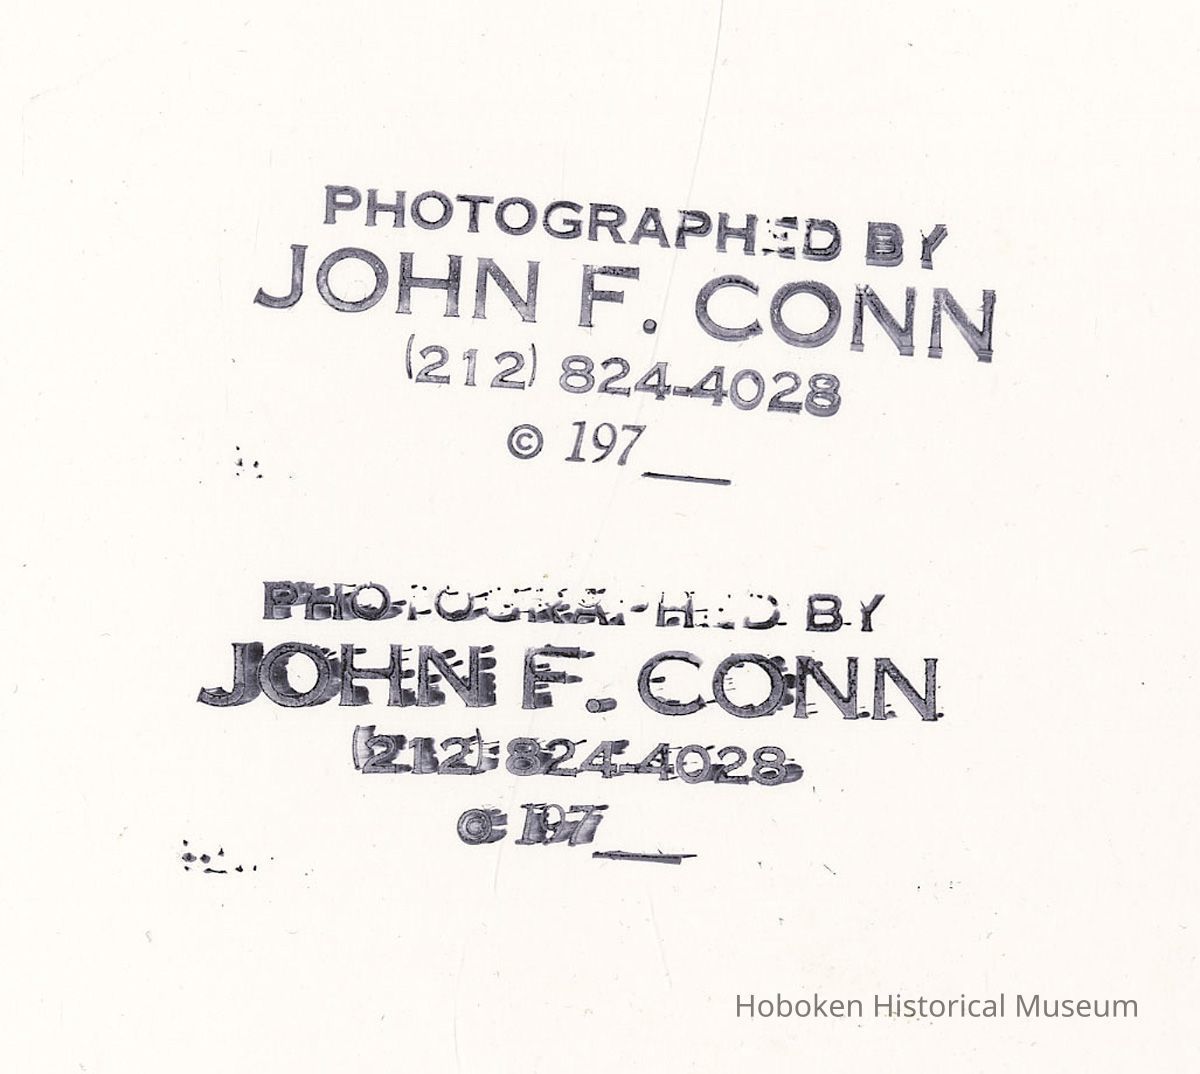 PHOTOGRAPHED BY
JOHN F. CONN
(212) 824-4028
© 197__
PHOTOGRAPHED BY
JOHN F. CONN
(212) 824-4028
© 197__
Hoboken Historical Museum